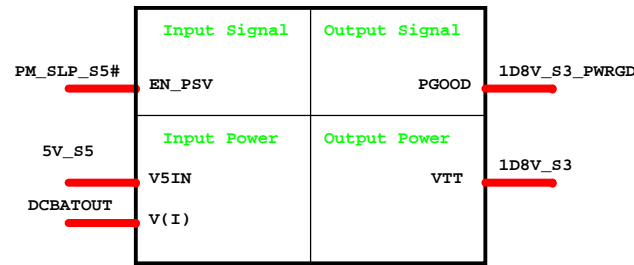 Input Signal Output Signal
PM_SLP_S5# EN_PSV PGOOD 1D8V_S3_PWRGD
Input Power Output Power
5V_S5 V5IN VTT 1D8V_S3
DCBATOUT V(I)